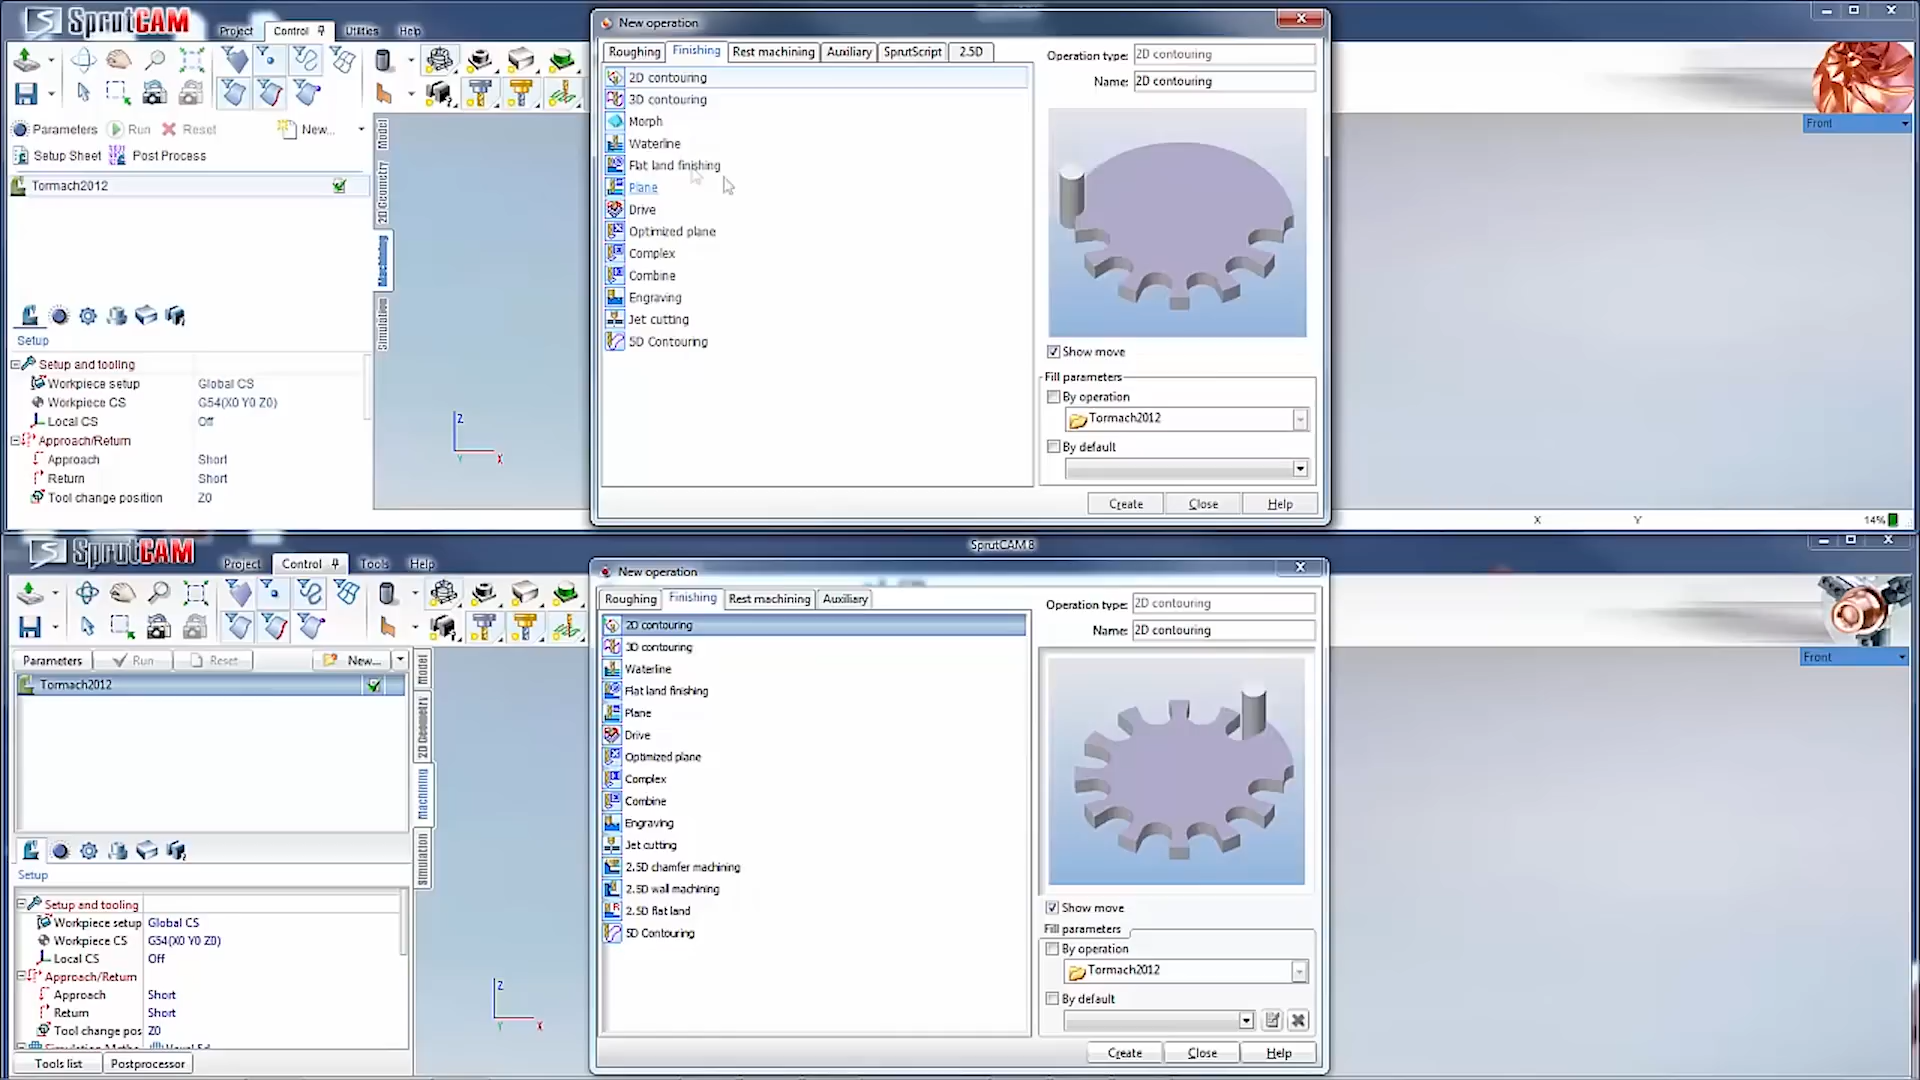 SprutCAM
Project
Control
Utilities
Help
Parameters
Run
Reset
New...
Setup Sheet
Post Process
Tormach2012
Model
2D Geometry
Machining
Simulation
Setup
Setup and tooling
Workpiece setup Global CS
Workpiece CS G54(X0 Y0 Z0)
Local CS Off
Approach/Return
Approach Short
Return Short
Tool change position Z0
Z
Y
X
New operation
Roughing
Finishing
Rest machining
Auxiliary
SprutScript
2.5D
2D contouring
3D contouring
Morph
Waterline
Flat land finishing
Plane
Drive
Optimized plane
Complex
Combine
Engraving
Jet cutting
5D Contouring
Operation type: 2D contouring
Name: 2D contouring
Show move
Fill parameters
By operation
Tormach2012
By default
Create
Close
Help
Front
X
Y
14%
SprutCAM 8
SprutCAM
Project
Control
Tools
Help
Parameters
Run
Reset
New...
Tormach2012
Model
2D Geometry
Machining
Simulation
Setup
Setup and tooling
Workpiece setup Global CS
Workpiece CS G54(X0 Y0 Z0)
Local CS Off
Approach/Return
Approach Short
Return Short
Tool change pos Z0
Tools list
Postprocessor
Z
Y
X
New operation
Roughing
Finishing
Rest machining
Auxiliary
2D contouring
3D contouring
Waterline
Flat land finishing
Plane
Drive
Optimized plane
Complex
Combine
Engraving
Jet cutting
2.5D chamfer machining
2.5D wall machining
2.5D flat land
5D Contouring
Operation type: 2D contouring
Name: 2D contouring
Show move
Fill parameters
By operation
Tormach2012
By default
Create
Close
Help
Front